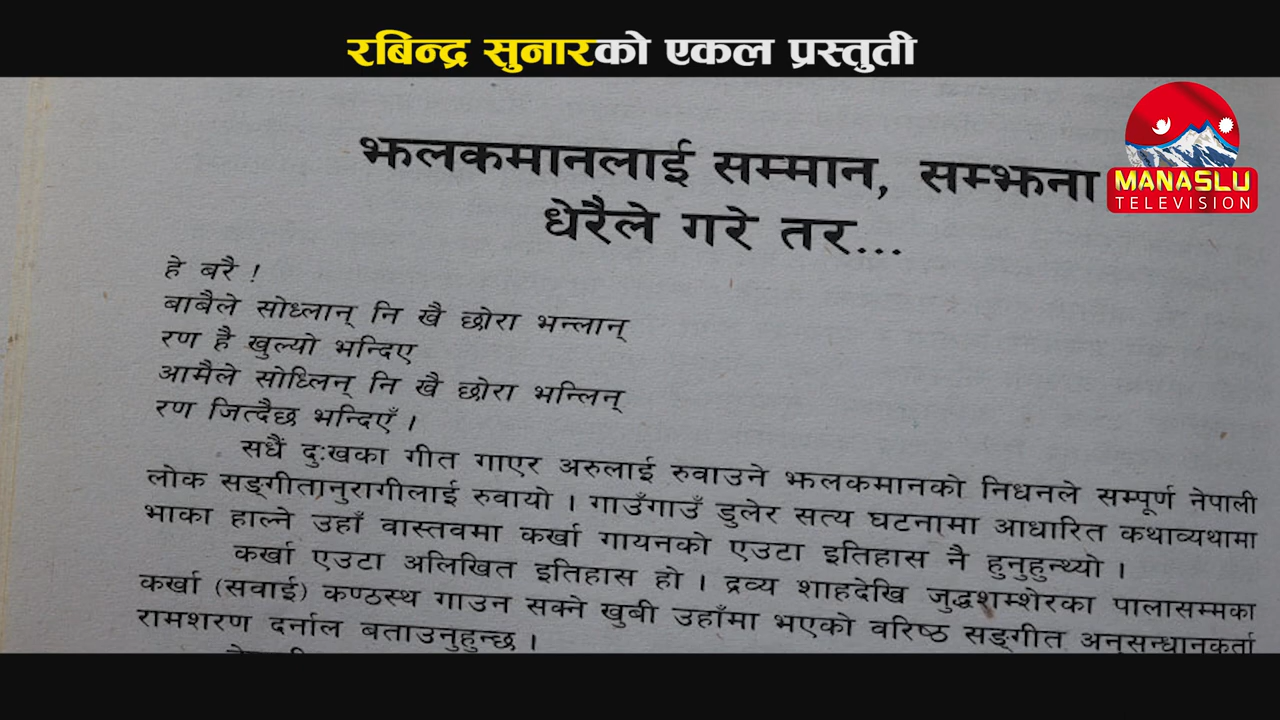 रबिन्द्र सुनारको एकल प्रस्तुती
MANASLU
TELEVISION
झलकमानलाई सम्मान, सम्झना
धेरैले गरे तर...
हे बरै !
बाबैले सोध्लान् नि खै छोरा भन्लान्
रण है खुल्यो भन्दिए
आमैले सोध्लिन् नि खै छोरा भन्लिन्
रण जित्दैछ भन्दिएँ ।
सधैं दुःखका गीत गाएर अरुलाई रुवाउने झलकमानको निधनले सम्पूर्ण नेपाली
लोक सङ्गीतानुरागीलाई रुवायो । गाउँगाउँ डुलेर सत्य घटनामा आधारित कथाव्यथामा
भाका हाल्ने उहाँ वास्तवमा कर्खा गायनको एउटा इतिहास नै हुनुहुन्थ्यो ।
कर्खा एउटा अलिखित इतिहास हो । द्रव्य शाहदेखि जुद्धशम्शेरका पालासम्मका
कर्खा (सवाई) कण्ठस्थ गाउन सक्ने खुबी उहाँमा भएको वरिष्ठ सङ्गीत अनुसन्धानकर्ता
रामशरण दर्नाल बताउनुहुन्छ ।